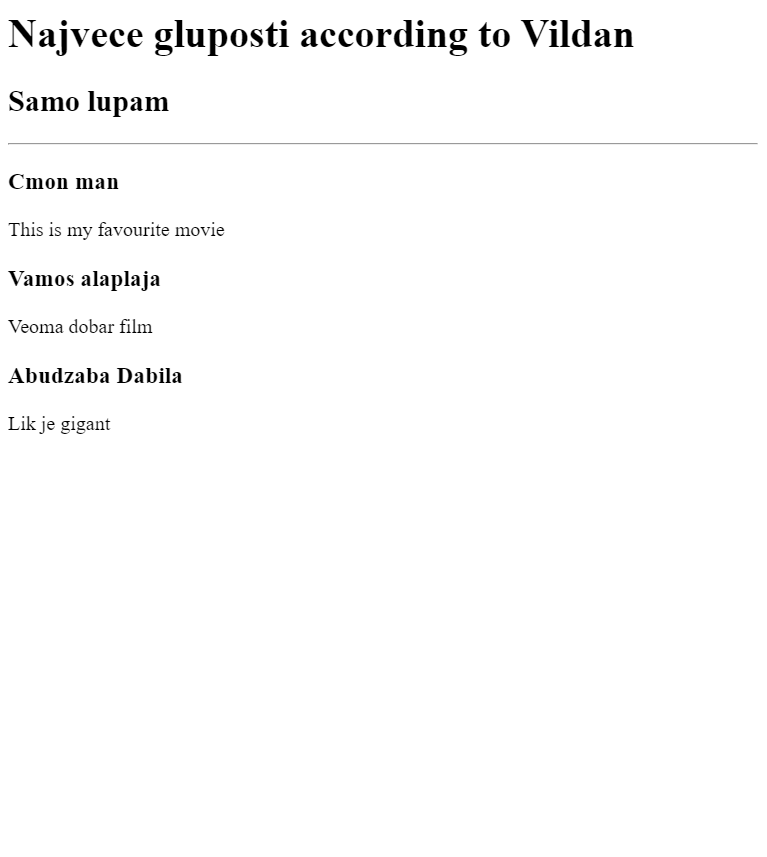 Najvece gluposti according to Vildan
Samo lupam
Cmon man
This is my favourite movie
Vamos alaplaja
Veoma dobar film
Abudzaba Dabila
Lik je gigant